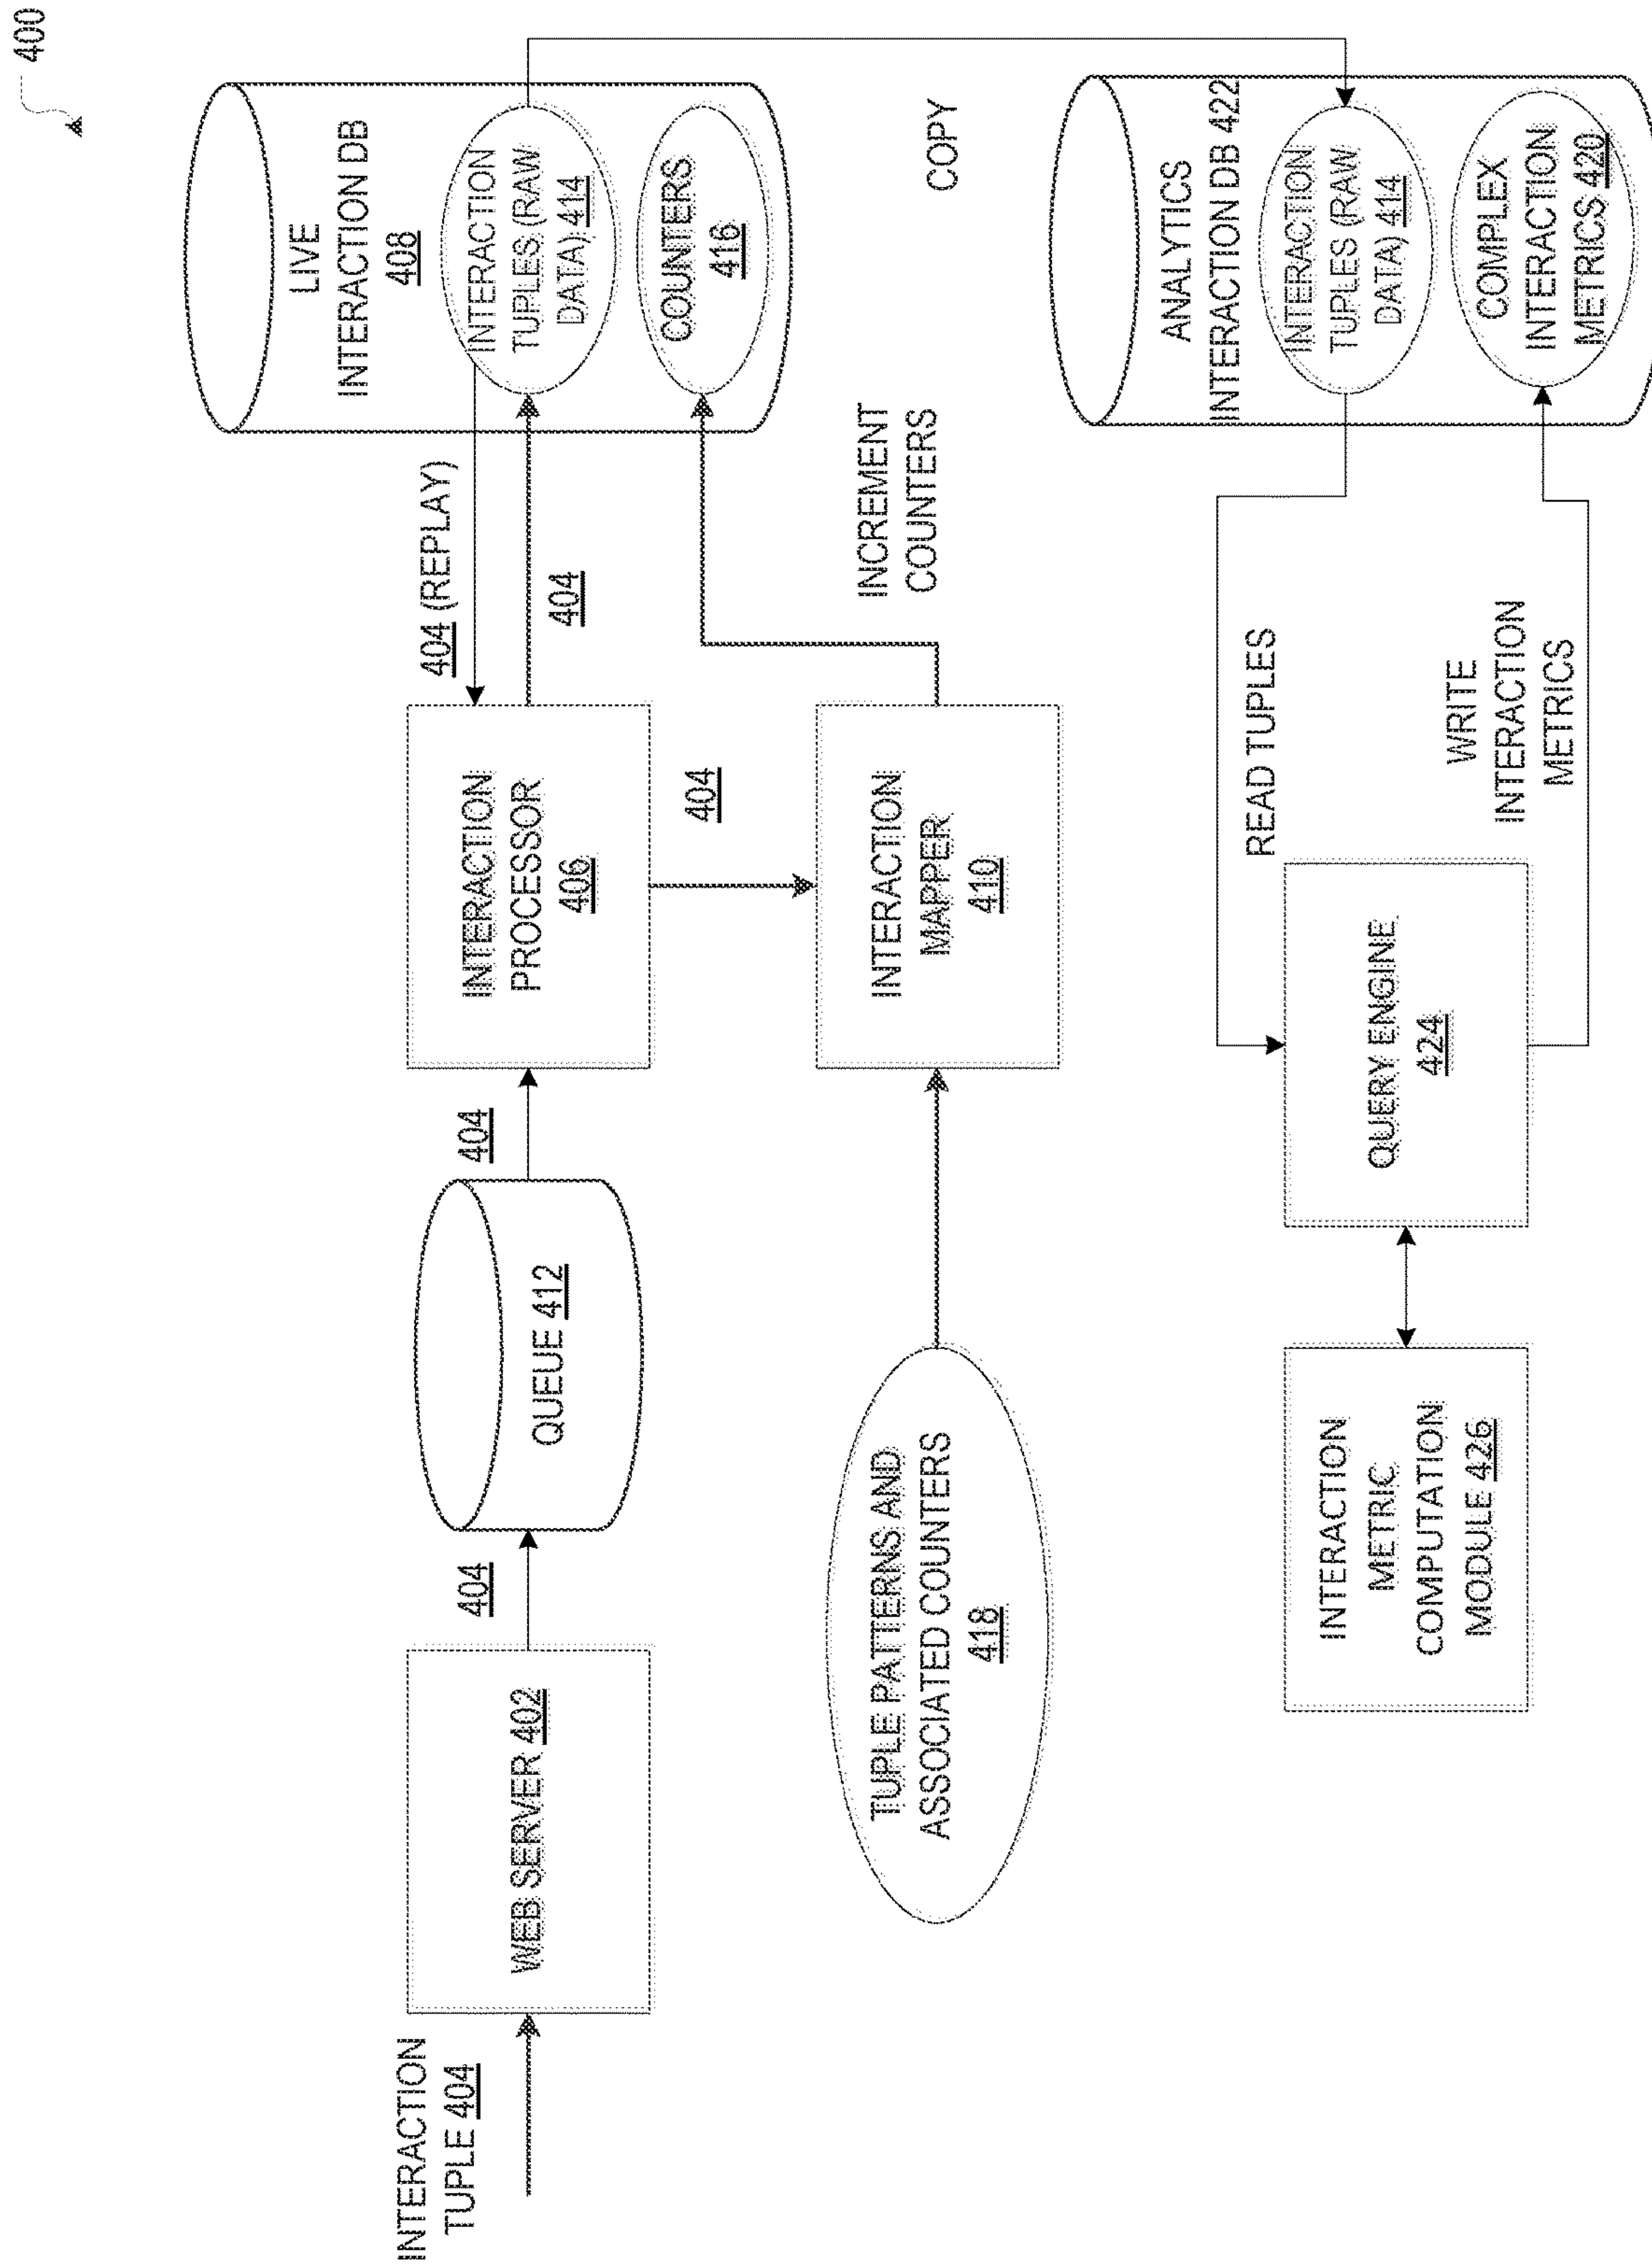 400
INTERACTION
TUPLE 404
WEB SERVER 402
404
QUEUE 412
404
INTERACTION
PROCESSOR
406
404 (REPLAY)
404
404
LIVE
INTERACTION DB
408
INTERACTION
TUPLES (RAW
DATA) 414
COUNTERS
416
TUPLE PATTERNS AND
ASSOCIATED COUNTERS
418
INTERACTION
MAPPER
410
INCREMENT
COUNTERS
COPY
INTERACTION
METRIC
COMPUTATION
MODULE 426
QUERY ENGINE
424
READ TUPLES
WRITE
INTERACTION
METRICS
ANALYTICS
INTERACTION DB 422
INTERACTION
TUPLES (RAW
DATA) 414
COMPLEX
INTERACTION
METRICS 420